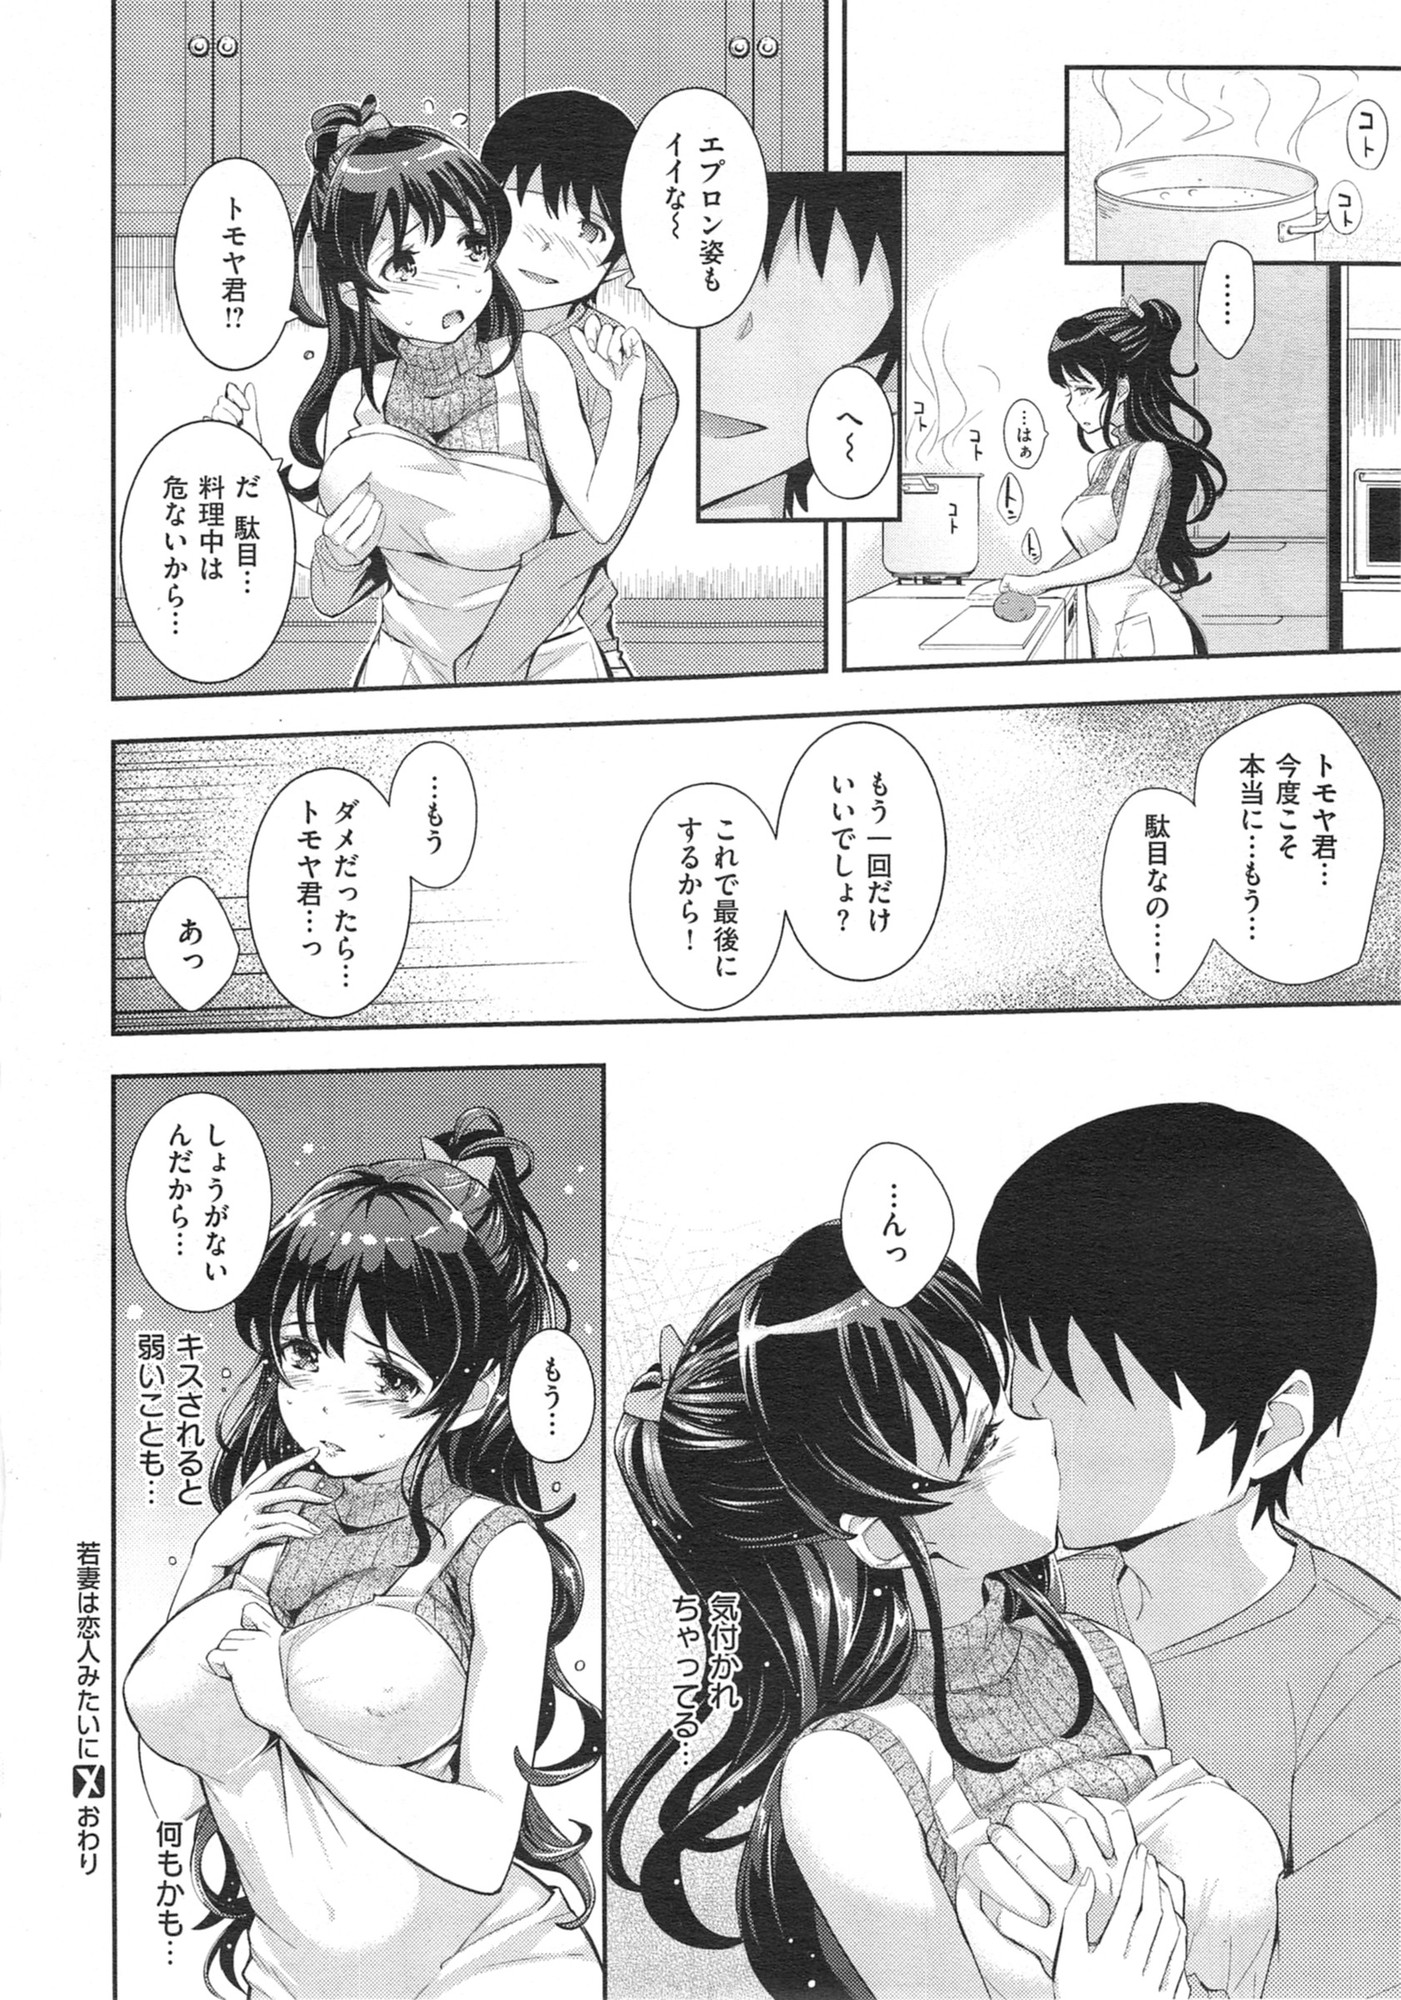 コト
コト
……
…はぁ
コト
コト
コト
トン
トン
へ〜
エプロン姿も
イイな〜
トモヤ君!?
だ 駄目…
料理中は
危ないから…
トモヤ君…
今度こそ
本当に…もう…
駄目なの…！
もう一回だけ
いいでしょ？
これで最後に
するから！
…もう
ダメだったら…
トモヤ君…っ
あっ
…んっ
気付かれ
ちゃってる…
もう…
しょうがない
んだから…
キスされると
弱いことも…
何もかも…
若妻は恋人みたいに X おわり